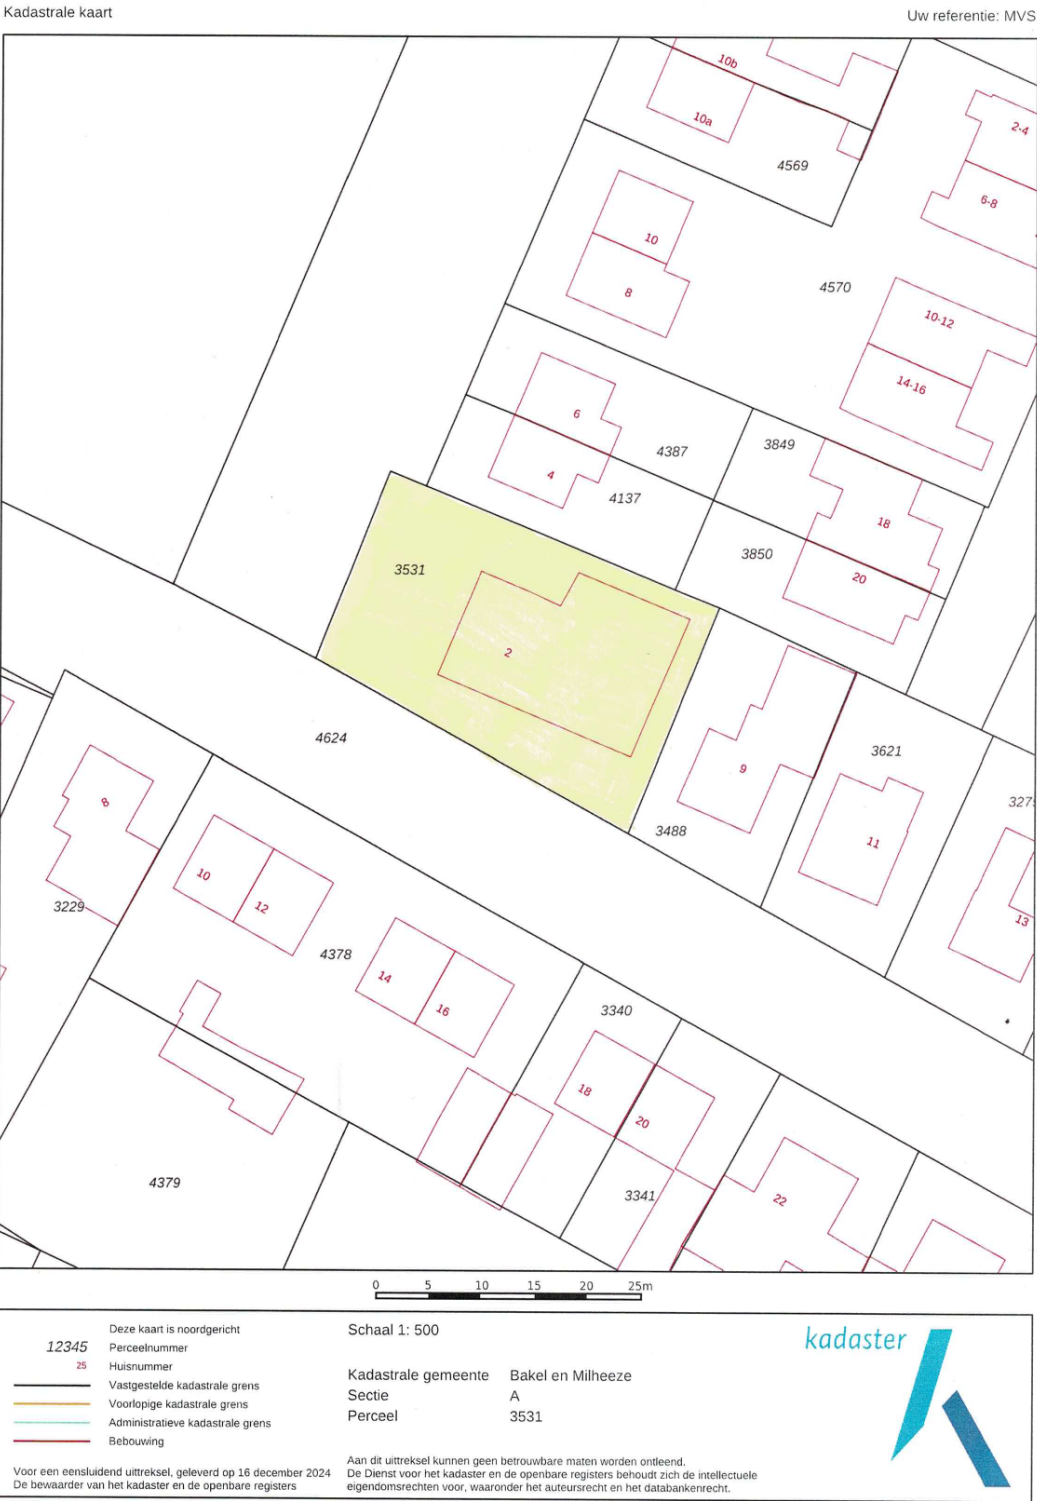 Kadastrale kaart
Uw referentie: MVS
10b
10a
2-4
4569
6-8
10
8
4570
10-12
14-16
6
4387
3849
4
4137
18
3850
20
3531
2
4624
3621
9
8
3488
11
10
3229
12
13
4378
14
16
3340
18
20
4379
3341
22
0 5 10 15 20 25m
Deze kaart is noordgericht
12345 Perceelnummer
25 Huisnummer
Vastgestelde kadastrale grens
Voorlopige kadastrale grens
Administratieve kadastrale grens
Bebouwing
Voor een eensluidend uittreksel, geleverd op 16 december 2024
De bewaarder van het kadaster en de openbare registers
Schaal 1: 500
Kadastrale gemeente Bakel en Milheeze
Sectie A
Perceel 3531
Aan dit uittreksel kunnen geen betrouwbare maten worden ontleend.
De Dienst voor het kadaster en de openbare registers behoudt zich de intellectuele
eigendomsrechten voor, waaronder het auteursrecht en het databankenrecht.
kadaster